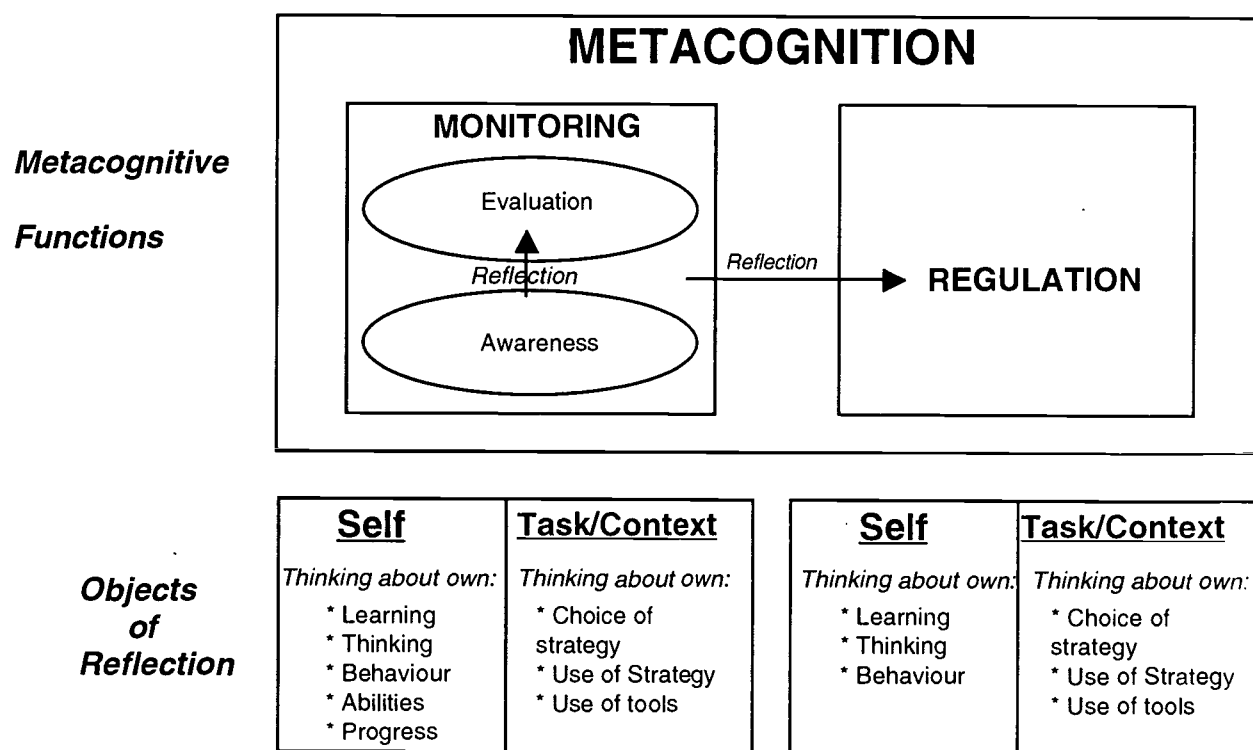 METACOGNITION
Metacognitive
Functions
MONITORING
Evaluation
Reflection
Awareness
Reflection
REGULATION
Objects
of
Reflection
Self
Thinking about own:
* Learning
* Thinking
* Behaviour
* Abilities
* Progress
Task/Context
Thinking about own:
* Choice of
strategy
* Use of Strategy
* Use of tools
Self
Thinking about own:
* Learning
* Thinking
* Behaviour
Task/Context
Thinking about own:
* Choice of
strategy
* Use of Strategy
* Use of tools